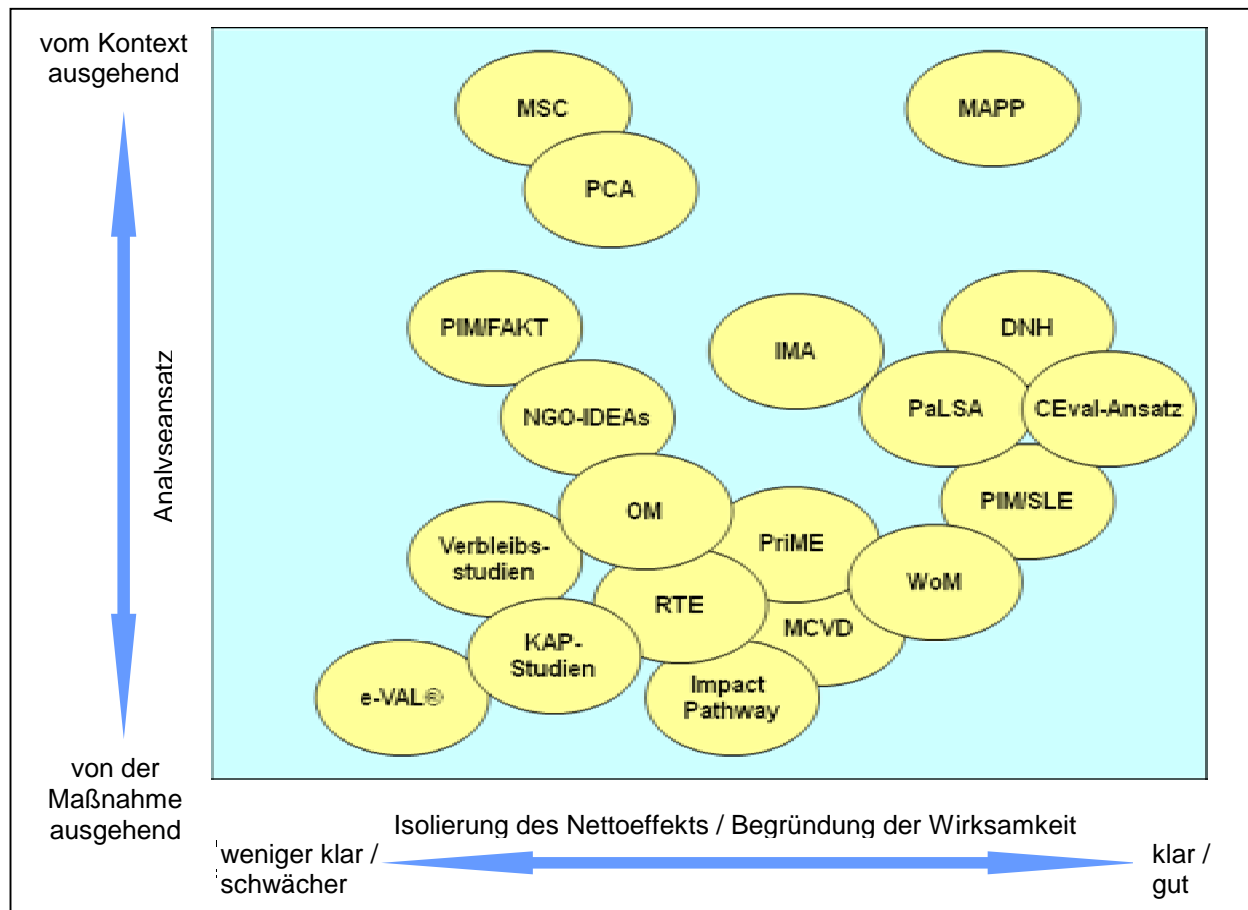 vom Kontext
ausgehend
MSC
MAPP
PCA
PIM/FAKT
DNH
IMA
PaLSA
CEval-Ansatz
NGO-IDEAs
Analyseansatz
OM
PIM/SLE
PriME
Verbleibs-
studien
WoM
RTE
MCVD
KAP-
Studien
e-VAL®
Impact
Pathway
von der
Maßnahme
ausgehend
Isolierung des Nettoeffekts / Begründung der Wirksamkeit
weniger klar /
schwächer
klar /
gut